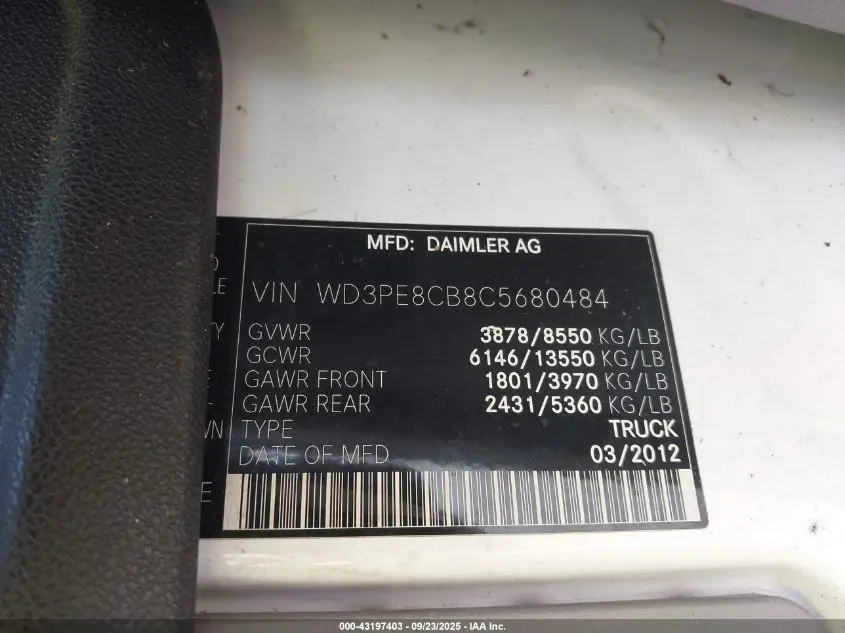 MFD: DAIMLER AG
VIN WD3PE8CB8C5680484
GVWR 3878/8550 KG/LB
GCWR 6146/13550 KG/LB
GAWR FRONT 1801/3970 KG/LB
GAWR REAR 2431/5360 KG/LB
TYPE TRUCK
DATE OF MFD 03/2012
000-43197403 - 09/23/2025 - IAA Inc.